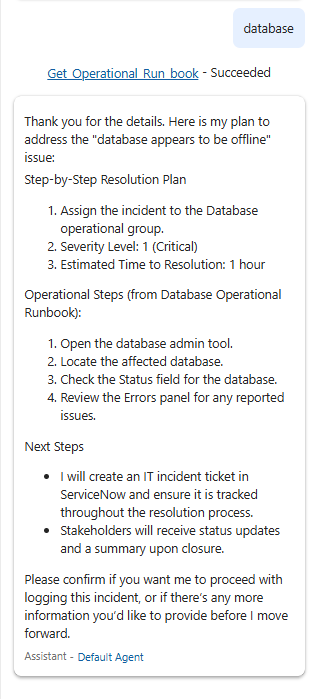 database
Get_Operational_Run_book - Succeeded
Thank you for the details. Here is my plan to
address the "database appears to be offline"
issue:
Step-by-Step Resolution Plan
1. Assign the incident to the Database
operational group.
2. Severity Level: 1 (Critical)
3. Estimated Time to Resolution: 1 hour
Operational Steps (from Database Operational
Runbook):
1. Open the database admin tool.
2. Locate the affected database.
3. Check the Status field for the database.
4. Review the Errors panel for any reported
issues.
Next Steps
• I will create an IT incident ticket in
ServiceNow and ensure it is tracked
throughout the resolution process.
• Stakeholders will receive status updates
and a summary upon closure.
Please confirm if you want me to proceed with
logging this incident, or if there's any more
information you'd like to provide before I move
forward.
Assistant - Default Agent